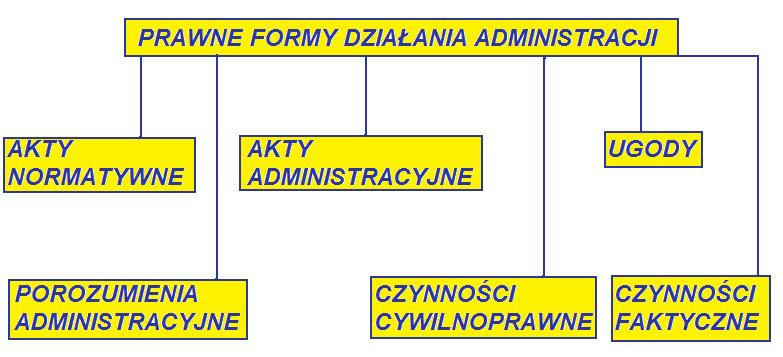 PRAWNE FORMY DZIAŁANIA ADMINISTRACJI
AKTY
NORMATYWNE
AKTY
ADMINISTRACYJNE
UGODY
POROZUMIENIA
ADMINISTRACYJNE
CZYNNOŚCI
CYWILNOPRAWNE
CZYNNOŚCI
FAKTYCZNE